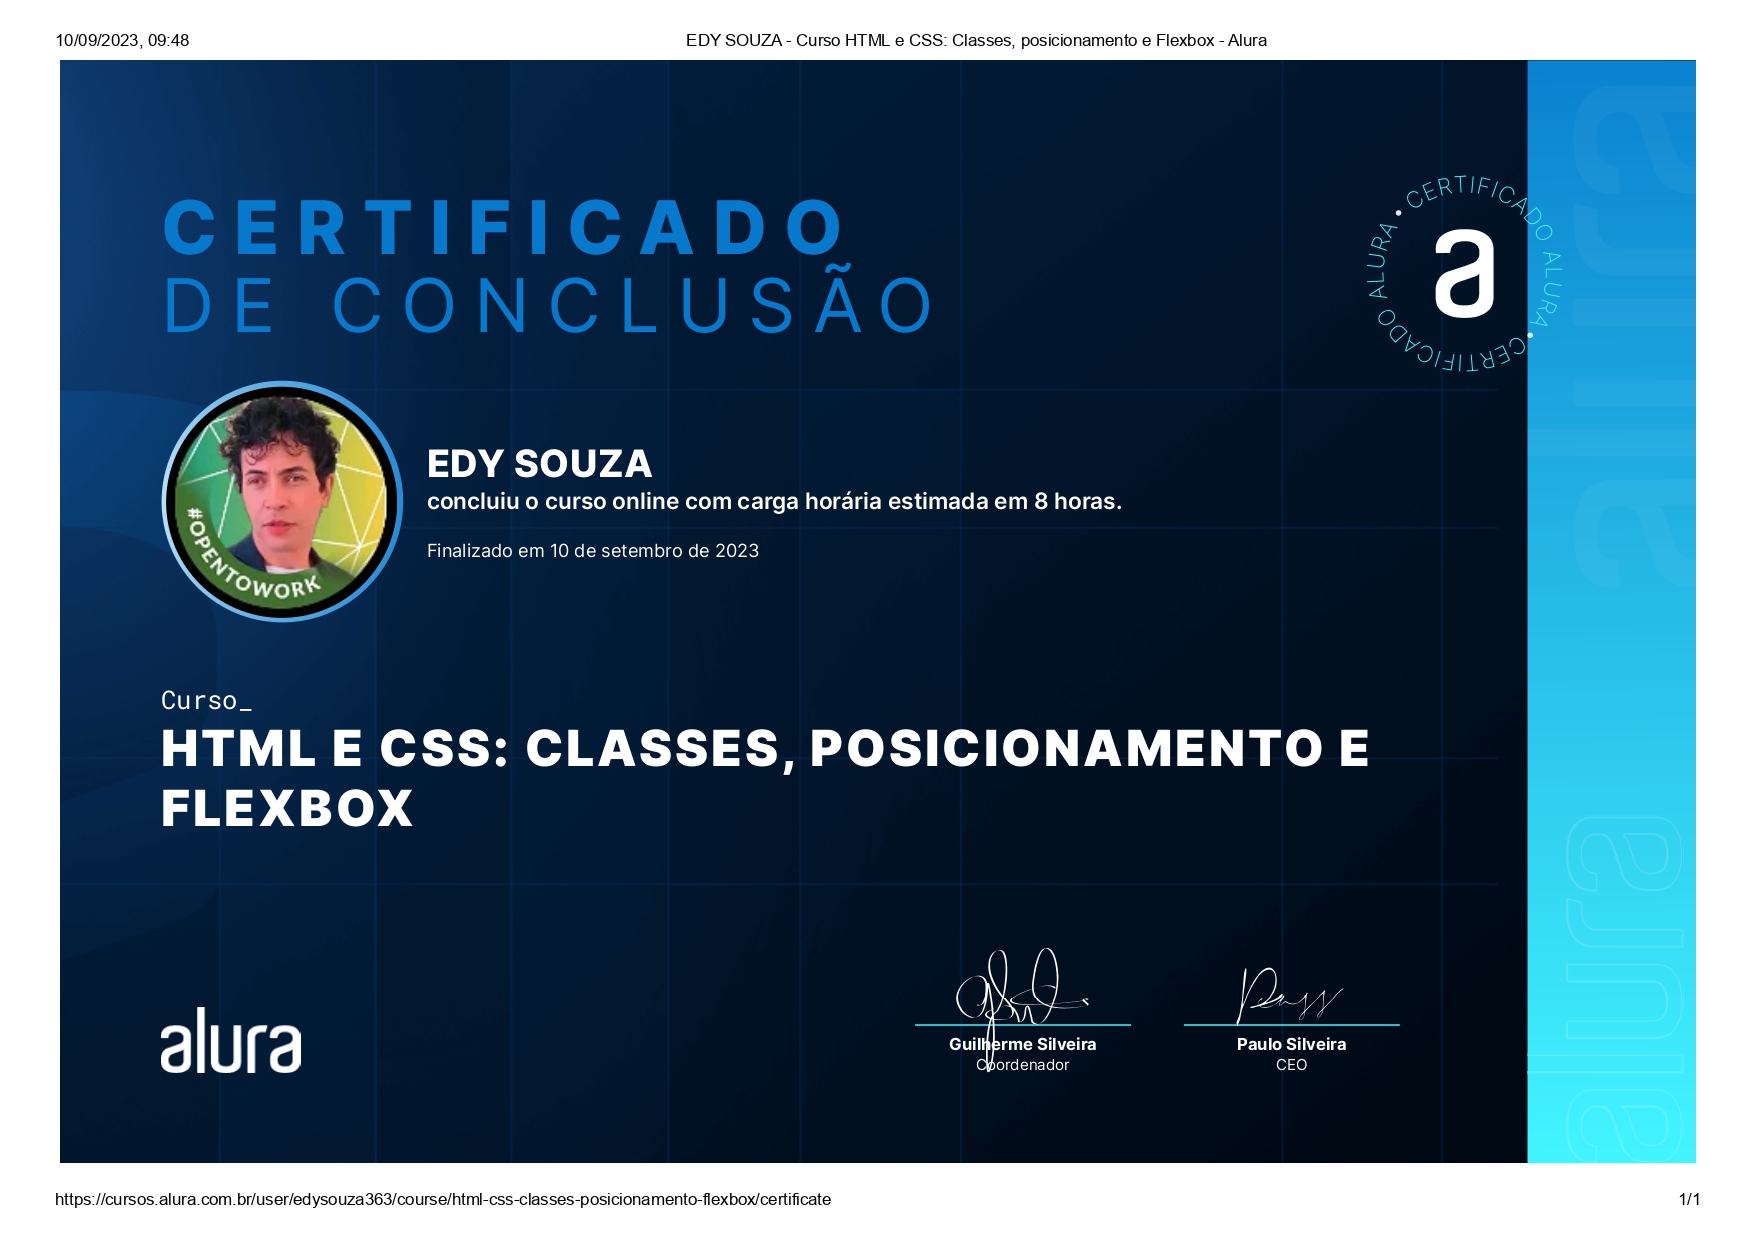 10/09/2023, 09:48
EDY SOUZA - Curso HTML e CSS: Classes, posicionamento e Flexbox - Alura
CERTIFICADO
DE CONCLUSÃO
• CERTIFICADO ALURA • CERTIFICADO ALURA
a
EDY SOUZA
concluiu o curso online com carga horária estimada em 8 horas.
Finalizado em 10 de setembro de 2023
#OPENTOWORK
Curso_
HTML E CSS: CLASSES, POSICIONAMENTO E
FLEXBOX
alura
Guilherme Silveira
Coordenador
Paulo Silveira
CEO
alura
alura
alura
https://cursos.alura.com.br/user/edysouza363/course/html-css-classes-posicionamento-flexbox/certificate
1/1